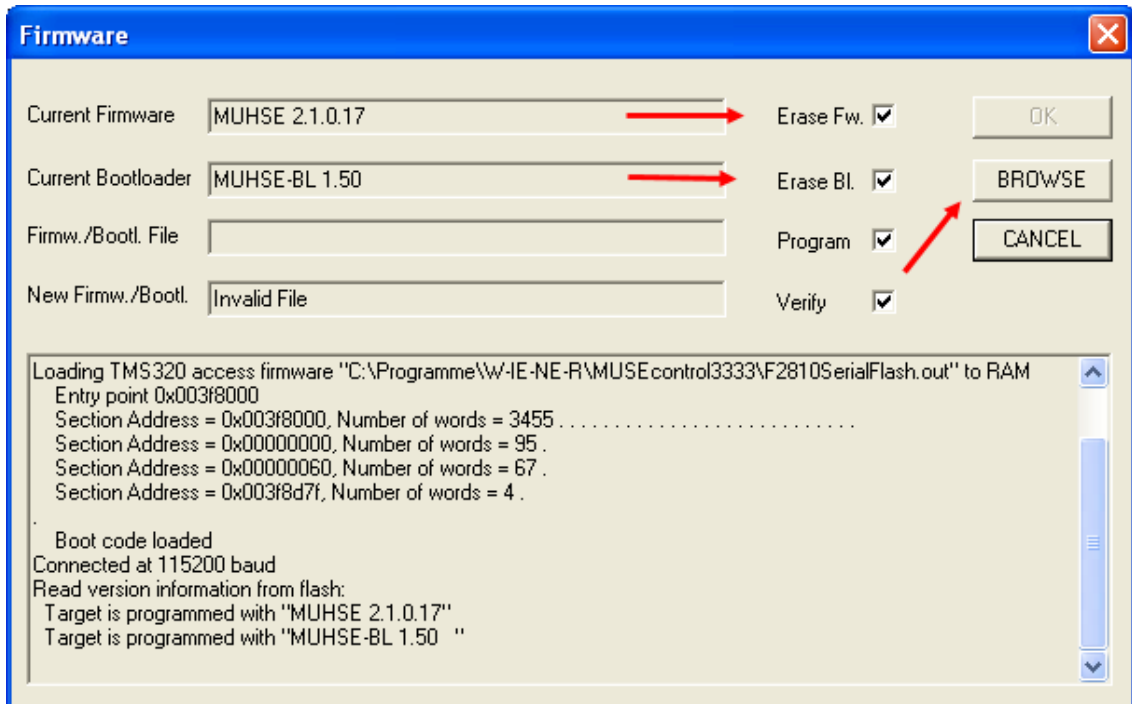 Firmware
Current Firmware MUHSE 2.1.0.17 Erase Fw. OK
Current Bootloader MUHSE-BL 1.50 Erase Bl. BROWSE
Firmw./Bootl. File Program CANCEL
New Firmw./Bootl. Invalid File Verify
Loading TMS320 access firmware "C:\Programme\W-IE-NE-R\MUSEcontrol3333\F2810SerialFlash.out" to RAM
Entry point 0x003f8000
Section Address = 0x003f8000, Number of words = 3455 . . . . . . . . . . . . . . . . . . . . . . . . . . .
Section Address = 0x00000000, Number of words = 95 .
Section Address = 0x00000060, Number of words = 67 .
Section Address = 0x003f8d7f, Number of words = 4 .
.
Boot code loaded
Connected at 115200 baud
Read version information from flash:
Target is programmed with "MUHSE 2.1.0.17"
Target is programmed with "MUHSE-BL 1.50   "